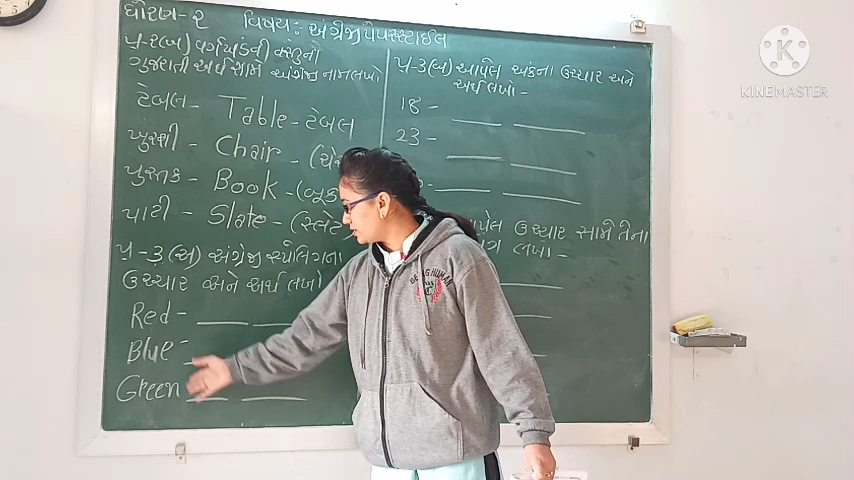 ધોરણ-૨ વિષય: અંગ્રેજી પેપરસ્ટાઈલ
પ્ર-૨(બ) વર્ગખંડની વસ્તુનો
ગુજરાતી અર્થ સામે અંગ્રેજી નામ લખો
ટેબલ - Table - ટેબલ
ખુરશી - Chair - (ચે
પુસ્તક - Book - (બૂક
પાટી - Slate - (સ્લેટ)
પ્ર-૩(અ) અંગ્રેજી સ્પેલિંગના
ઉચ્ચાર અને અર્થ લખો
Red -
Blue -
Green
પ્ર-૩(બ) આપેલ અંકના ઉચ્ચાર અને
અર્થ લખો -
18 -
23 -
આપેલ ઉચ્ચાર સામે તેના
લખો -
BEING HUMAN
KINEMASTER